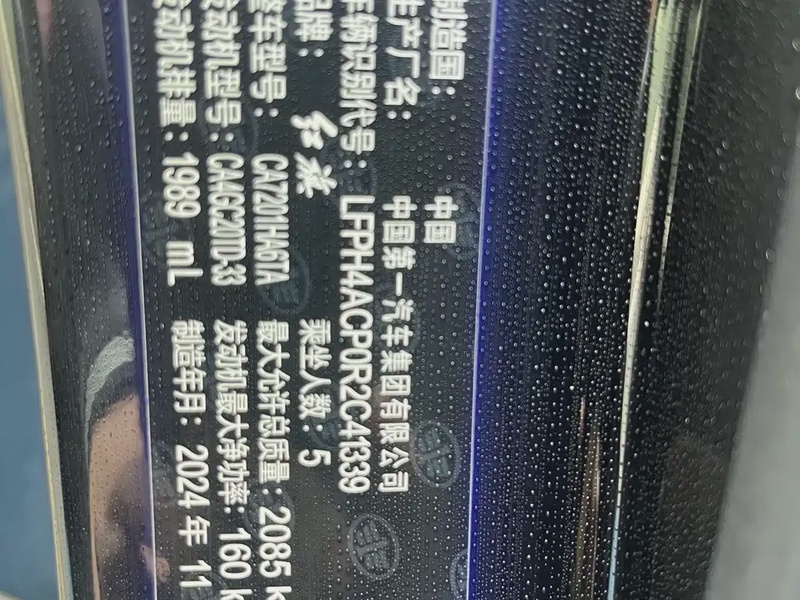 制造国： 中国
生产厂名： 中国第一汽车集团有限公司
车辆识别代号： LFPH4ACP0R2C41339
品牌： 红旗 乘坐人数： 5
整车型号： CA7201HA6TA 最大允许总质量： 2085 k
发动机型号： CA4GC20TD-33 发动机最大净功率： 160 k
发动机排量： 1989 mL 制造年月： 2024 年 11